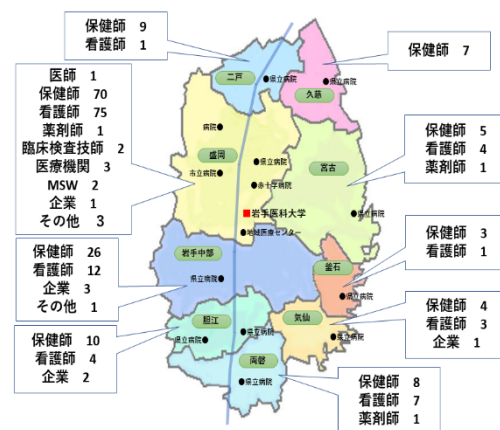 保健師 9
看護師 1
保健師 7
医師 1
保健師 70
看護師 75
薬剤師 1
臨床検査技師 2
医療機関 3
MSW 2
企業 1
その他 3
二戸
●県立病院
久慈
●県立病院
病院●
盛岡
●県立病院
市立病院●
●赤十字病院
宮古
●県立病院
保健師 5
看護師 4
薬剤師 1
■岩手医科大学
●地域医療センター
保健師 26
看護師 12
企業 3
その他 1
岩手中部
県立病院●
釜石
●県立病院
保健師 3
看護師 1
保健師 10
看護師 4
企業 2
胆江
県立病院●
●県立病院
気仙
●県立病院
保健師 4
看護師 3
企業 1
両磐
●県立病院
保健師 8
看護師 7
薬剤師 1